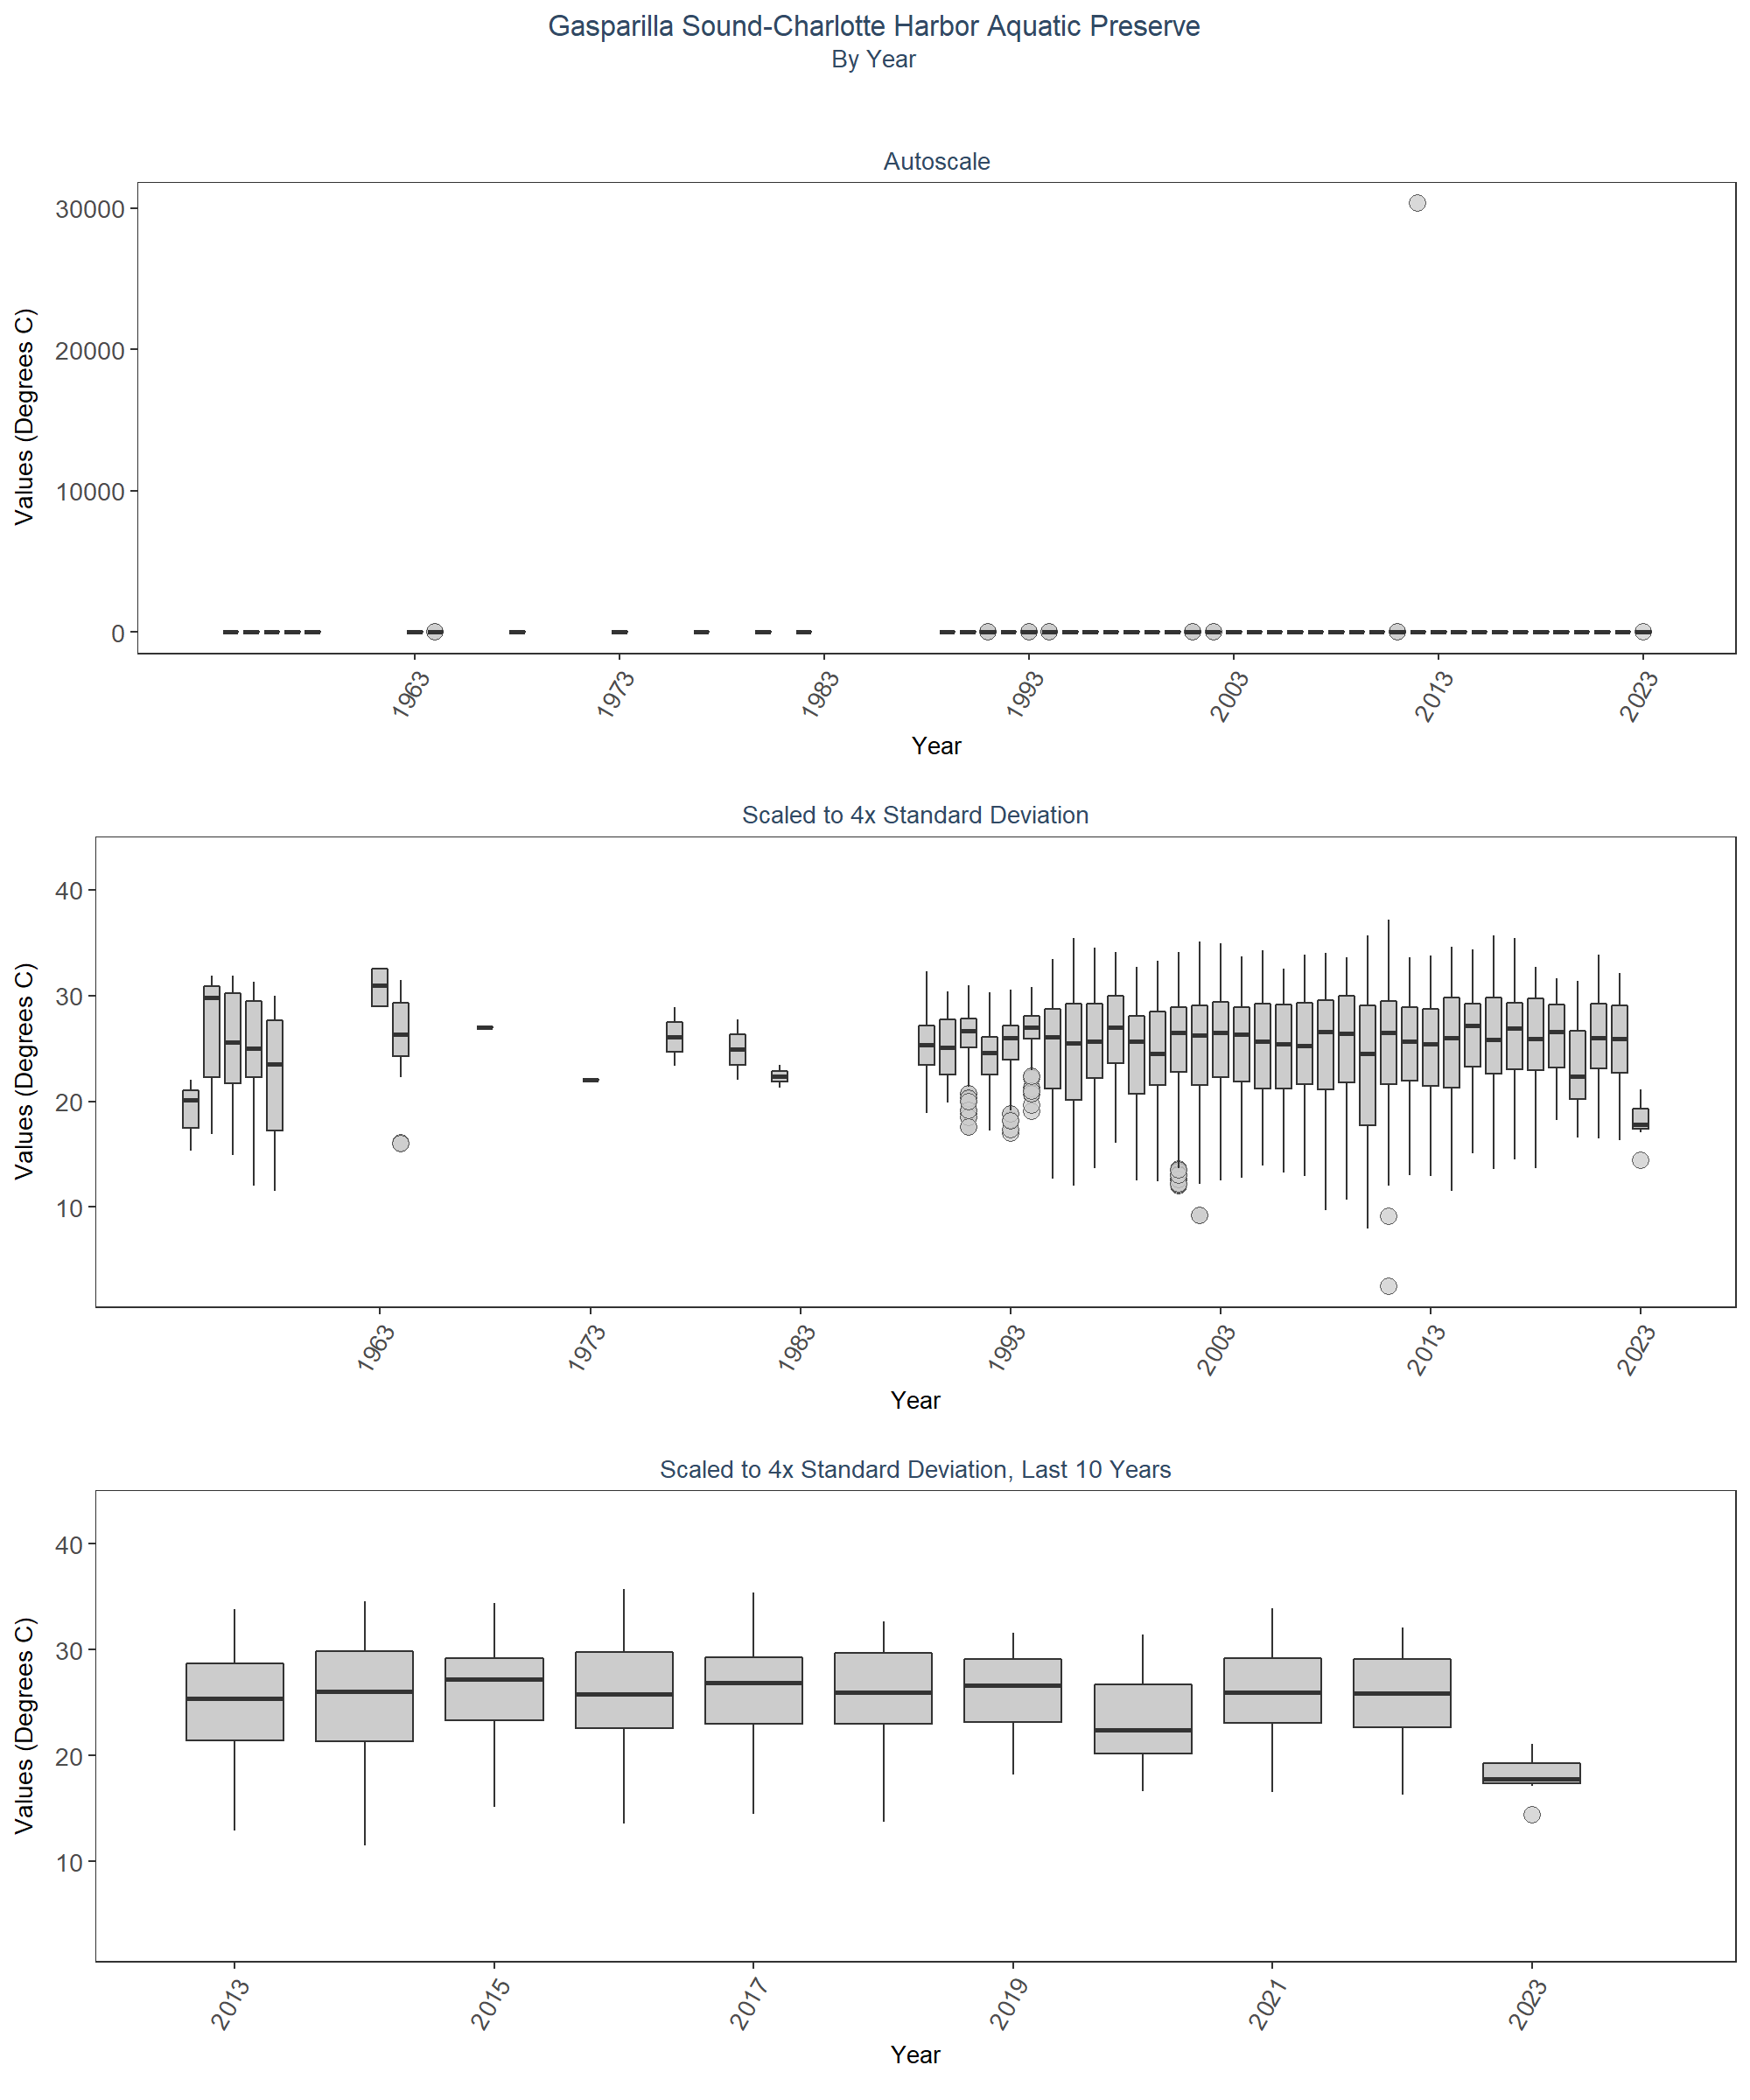 Gasparilla Sound-Charlotte Harbor Aquatic Preserve
By Year
Autoscale
Values (Degrees C)
30000
20000
10000
0
1963
1973
1983
1993
2003
2013
2023
Year
Scaled to 4x Standard Deviation
Values (Degrees C)
40
30
20
10
1963
1973
1983
1993
2003
2013
2023
Year
Scaled to 4x Standard Deviation, Last 10 Years
Values (Degrees C)
40
30
20
10
2013
2015
2017
2019
2021
2023
Year